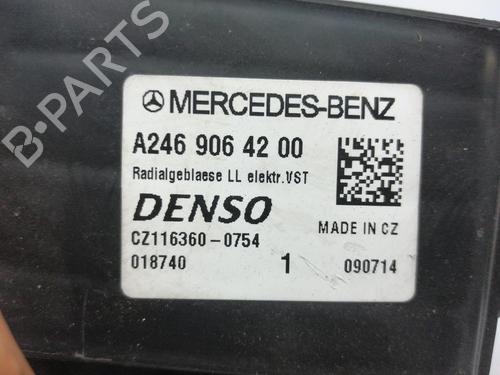 MERCEDES-BENZ
A246 906 42 00
Radialgeblaese LL elektr.VST
DENSO
MADE IN CZ
CZ116360-0754
018740 1 090714
B-PARTS